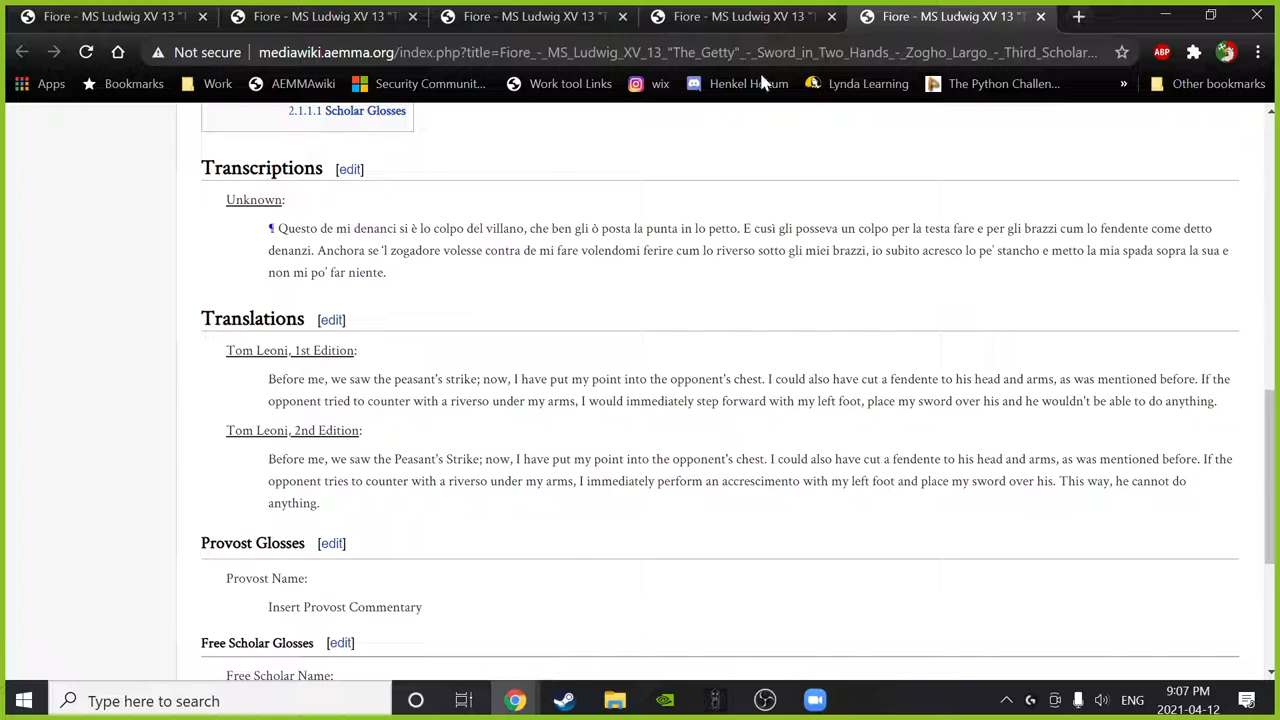 Fiore - MS Ludwig XV 13 "T
Fiore - MS Ludwig XV 13 "T
Fiore - MS Ludwig XV 13 "T
Fiore - MS Ludwig XV 13 "T
Fiore - MS Ludwig XV 13 "T
Not secure
mediawiki.aemma.org/index.php?title=Fiore_-_MS_Ludwig_XV_13_"The_Getty"_-_Sword_in_Two_Hands_-_Zogho_Largo_-_Third_Scholar...
ABP
Apps
Bookmarks
Work
AEMMAwiki
Security Communit...
Work tool Links
wix
Lynda Learning
The Python Challen...
»
Other bookmarks
2.1.1.1 Scholar Glosses
Transcriptions [edit]
Unknown:
¶ Questo de mi denanci si è lo colpo del villano, che ben gli ò posta la punta in lo petto. E cusì gli posseva un colpo per la testa fare e per gli brazzi cum lo fendente come detto
denanzi. Anchora se 'l zogadore volesse contra de mi fare volendomi ferire cum lo riverso sotto gli miei brazzi, io subito acresco lo pe' stancho e metto la mia spada sopra la sua e
non mi po' far niente.
Translations [edit]
Tom Leoni, 1st Edition:
Before me, we saw the peasant's strike; now, I have put my point into the opponent's chest. I could also have cut a fendente to his head and arms, as was mentioned before. If the
opponent tried to counter with a riverso under my arms, I would immediately step forward with my left foot, place my sword over his and he wouldn't be able to do anything.
Tom Leoni, 2nd Edition:
Before me, we saw the Peasant's Strike; now, I have put my point into the opponent's chest. I could also have cut a fendente to his head and arms, as was mentioned before. If the
opponent tries to counter with a riverso under my arms, I immediately perform an accrescimento with my left foot and place my sword over his. This way, he cannot do
anything.
Provost Glosses [edit]
Provost Name:
Insert Provost Commentary
Free Scholar Glosses [edit]
Free Scholar Name:
Type here to search
ENG
9:07 PM
2021-04-12